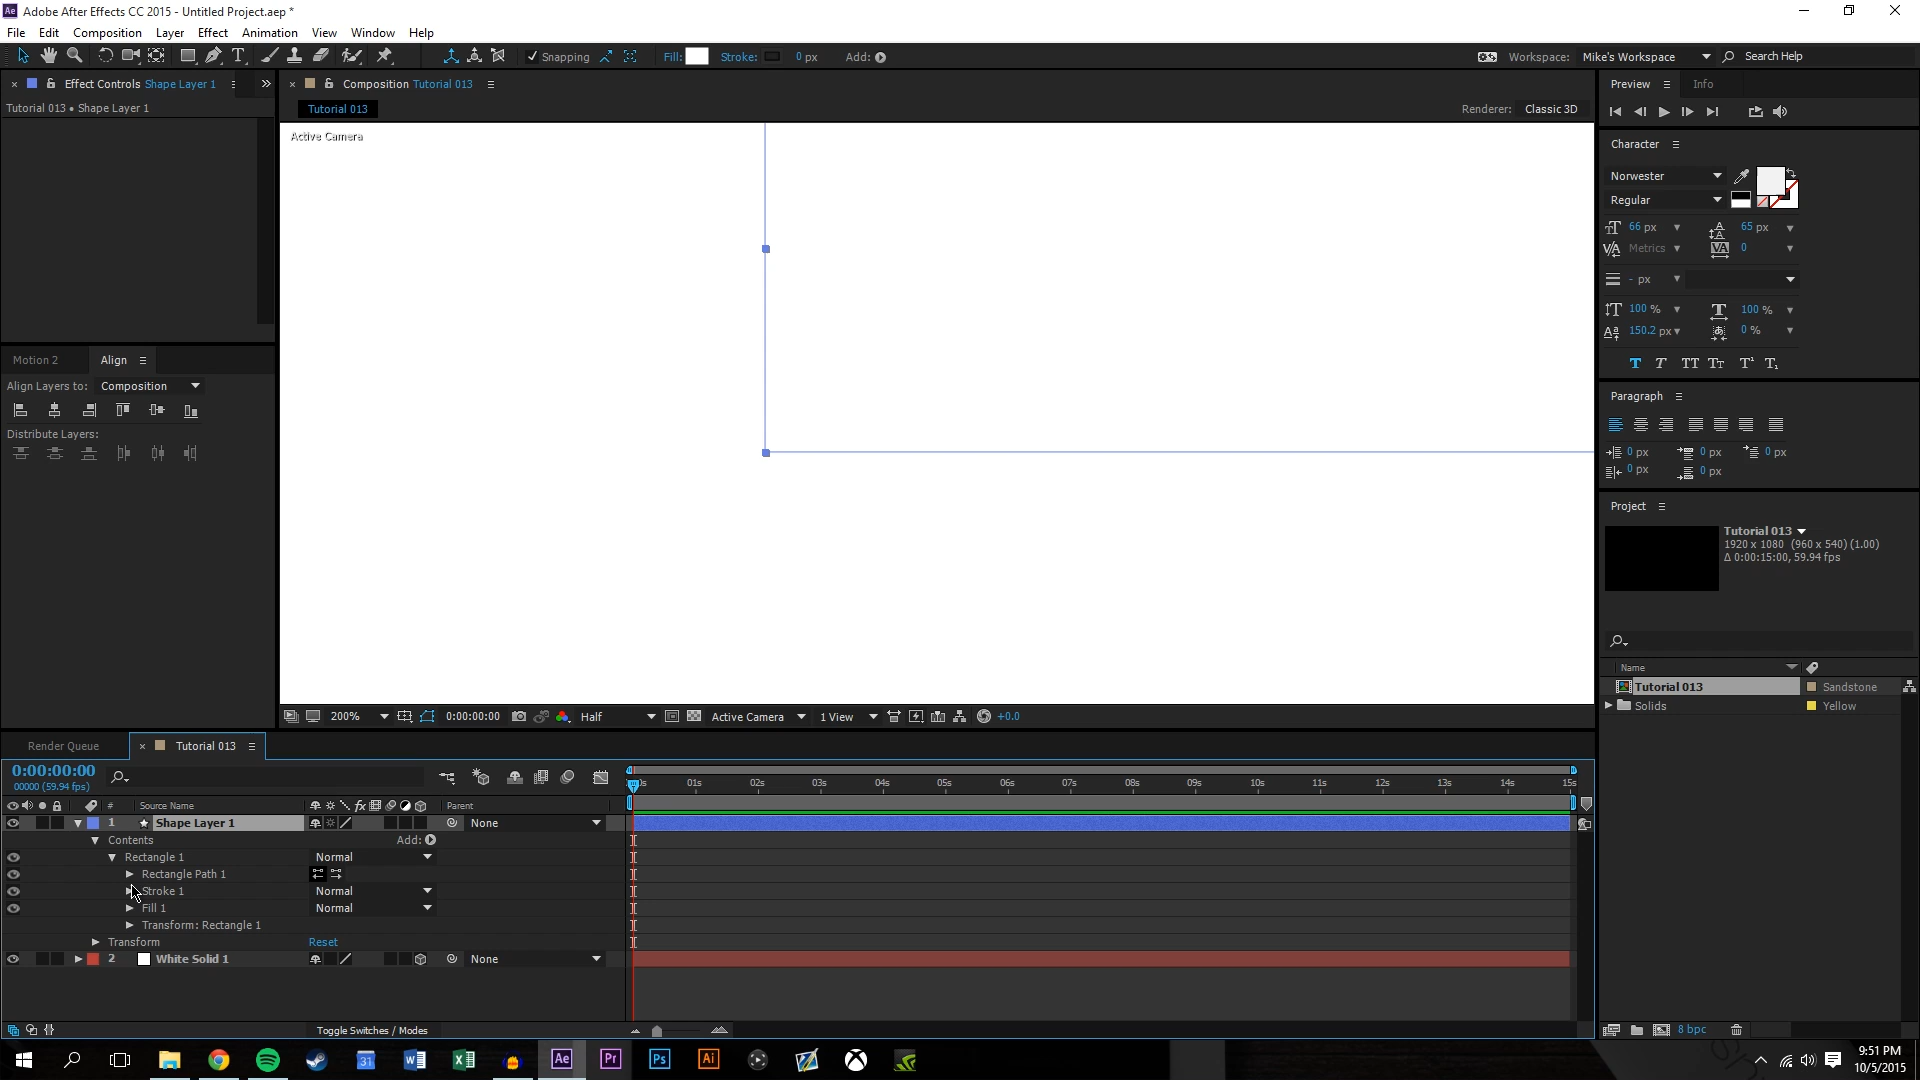 Adobe After Effects CC 2015 - Untitled Project.aep *
File Edit Composition Layer Effect Animation View Window Help
Snapping Fill: Stroke: 0 px Add: Workspace: Mike's Workspace Search Help
Effect Controls Shape Layer 1
Composition Tutorial 013
Preview Info
Tutorial 013 • Shape Layer 1
Tutorial 013
Renderer: Classic 3D
Active Camera
Character
Norwester
Regular
66 px 65 px
Metrics 0
- px
100 % 100 %
150.2 px 0 %
Motion 2 Align
Align Layers to: Composition
Distribute Layers:
Paragraph
0 px 0 px 0 px
0 px 0 px
Project
Tutorial 013
1920 x 1080 (960 x 540) (1.00)
Δ 0:00:15:00, 59.94 fps
Name
Tutorial 013 Sandstone
Solids Yellow
200% 0:00:00:00 Half Active Camera 1 View +0.0
Render Queue Tutorial 013
0:00:00:00
00000 (59.94 fps)
01s 02s 03s 04s 05s 06s 07s 08s 09s 10s 11s 12s 13s 14s 15s
# Source Name Parent
1 Shape Layer 1 None
Contents Add:
Rectangle 1 Normal
Rectangle Path 1
Stroke 1 Normal
Fill 1 Normal
Transform: Rectangle 1
Transform Reset
2 White Solid 1 None
Toggle Switches / Modes
8 bpc
9:51 PM
10/5/2015